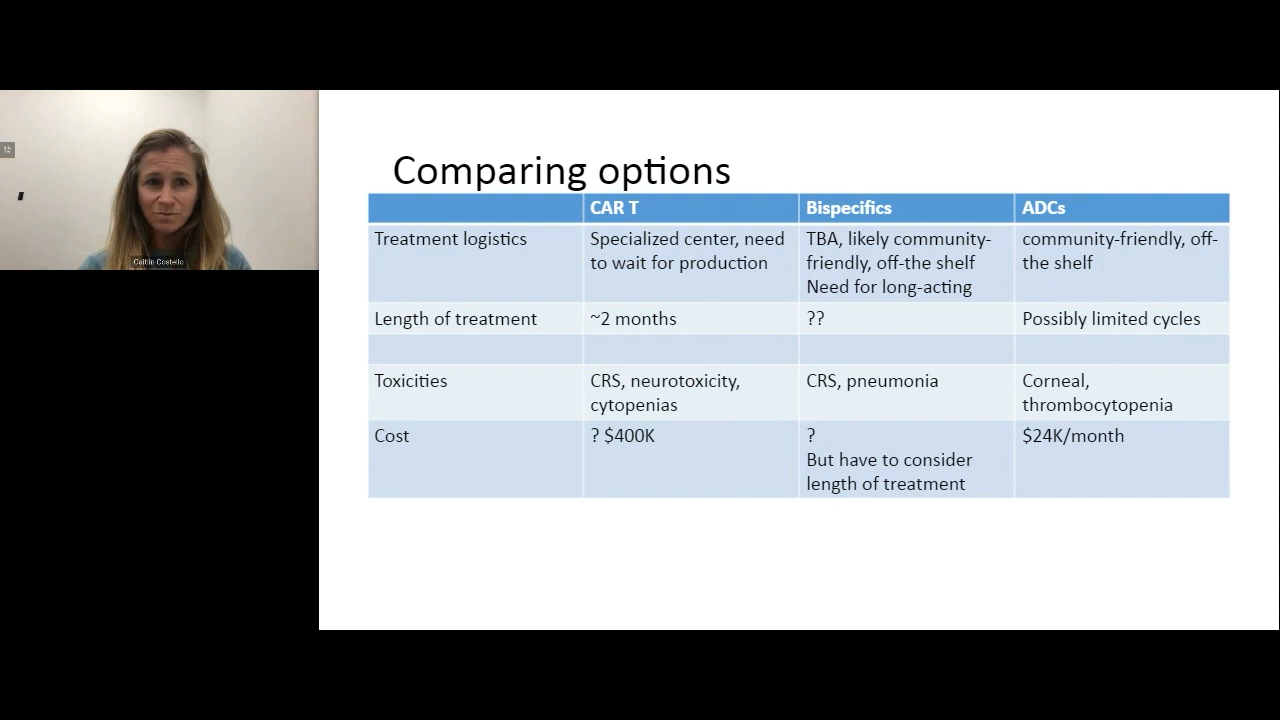 Caitlin Costello
Comparing options
CAR T
Bispecifics
ADCs
Treatment logistics
Specialized center, need
to wait for production
TBA, likely community-
friendly, off-the shelf
Need for long-acting
community-friendly, off-
the shelf
Length of treatment
~2 months
??
Possibly limited cycles
Toxicities
CRS, neurotoxicity,
cytopenias
CRS, pneumonia
Corneal,
thrombocytopenia
Cost
? $400K
?
But have to consider
length of treatment
$24K/month